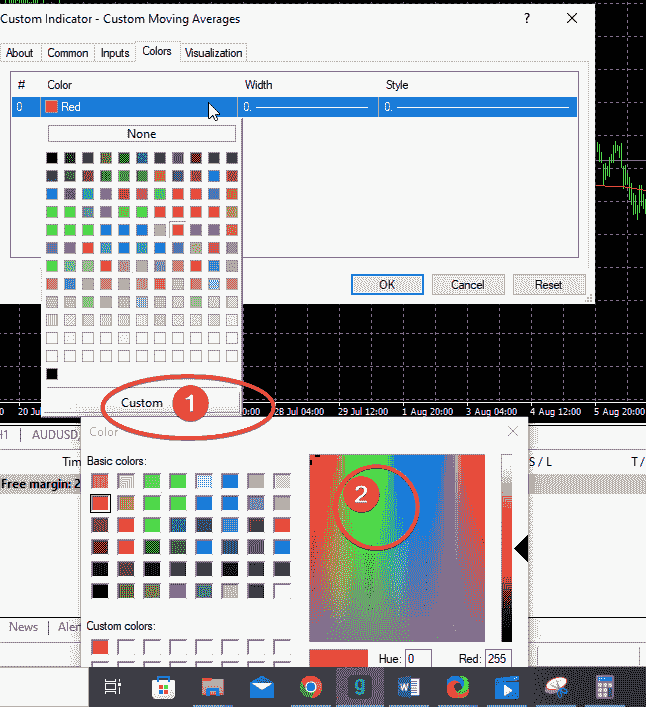 Custom Indicator - Custom Moving Averages
? 
About Common Inputs Colors Visualization
# Color Width Style
0 Red 0. 0.
None
OK Cancel Reset
Custom 1
20 Ju 0:00 28 Jul 04:00 29 Jul 12:00 1 Aug 20:00 3 Aug 04:00 4 Aug 12:00 5 Aug 20:00
Color
H1 AUDUSD,
Basic colors:
Tim S / L T /
Free margin: 2
2
News Aler
Custom colors:
Hue: 0 Red: 255
g
W